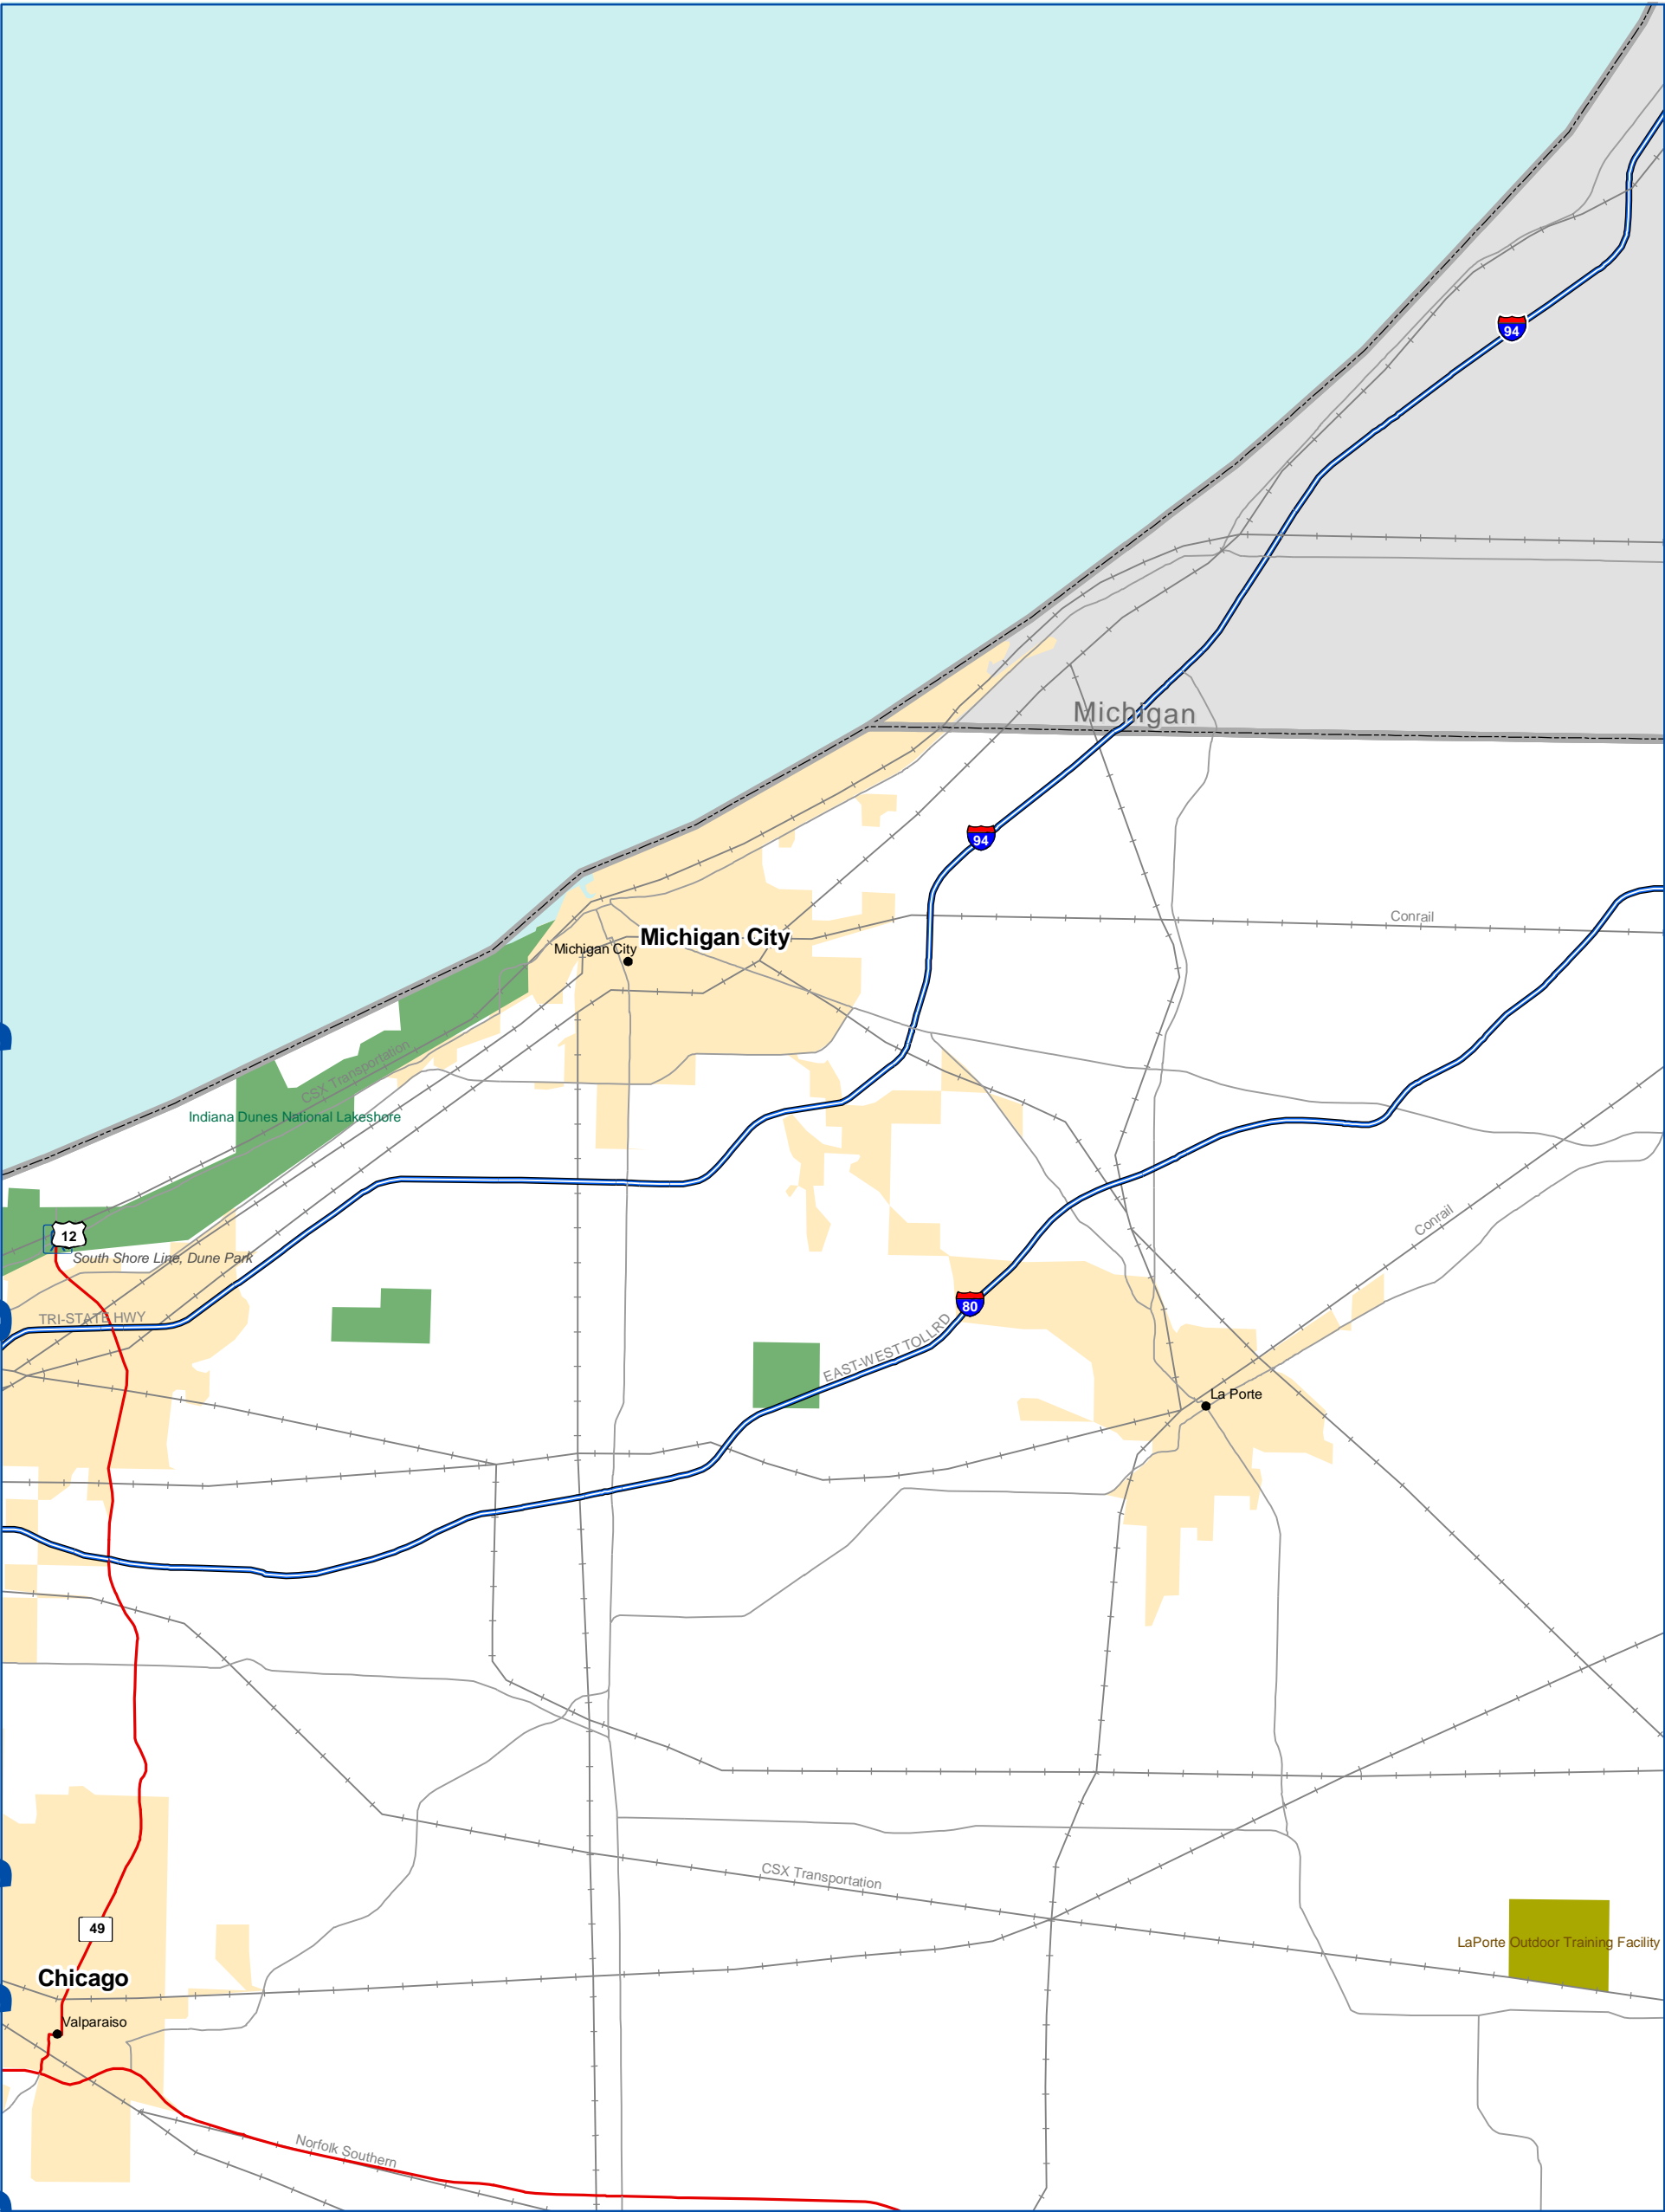 94
Michigan
94
Conrail
Michigan City
Michigan City
CSX Transportation
Indiana Dunes National Lakeshore
12
South Shore Line, Dune Park
Conrail
80
TRI-STATE HWY
EAST-WEST TOLLRD
La Porte
CSX Transportation
49
LaPorte Outdoor Training Facility
Chicago
Valparaiso
Norfolk Southern